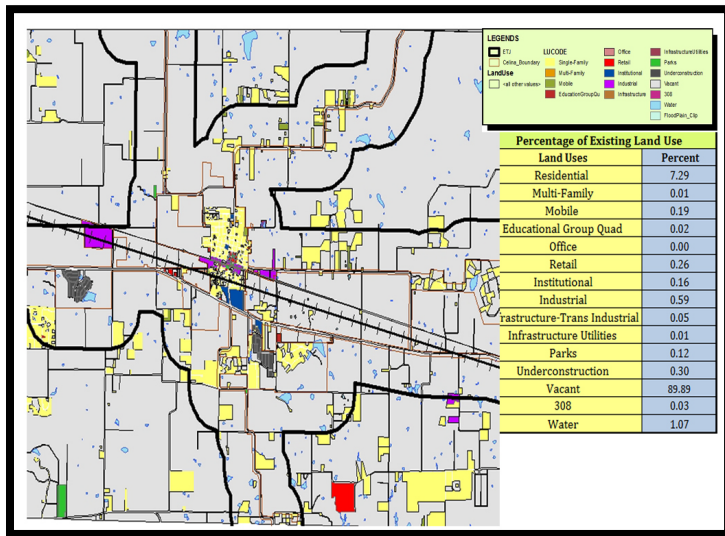 LEGENDS
ETJ
Celina_Boundary
LandUse
<all other values>
LUCODE
Single-Family
Multi-Family
Mobile
EducationGroupQu
Office
Retail
Institutional
Industrial
Infrastructure
InfrastructureUtilities
Parks
Underconstruction
Vacant
308
Water
FloodPlain_Clip
Percentage of Existing Land Use
Land Uses Percent
Residential 7.29
Multi-Family 0.01
Mobile 0.19
Educational Group Quad 0.02
Office 0.00
Retail 0.26
Institutional 0.16
Industrial 0.59
rastructure-Trans Industrial 0.05
Infrastructure Utilities 0.01
Parks 0.12
Underconstruction 0.30
Vacant 89.89
308 0.03
Water 1.07